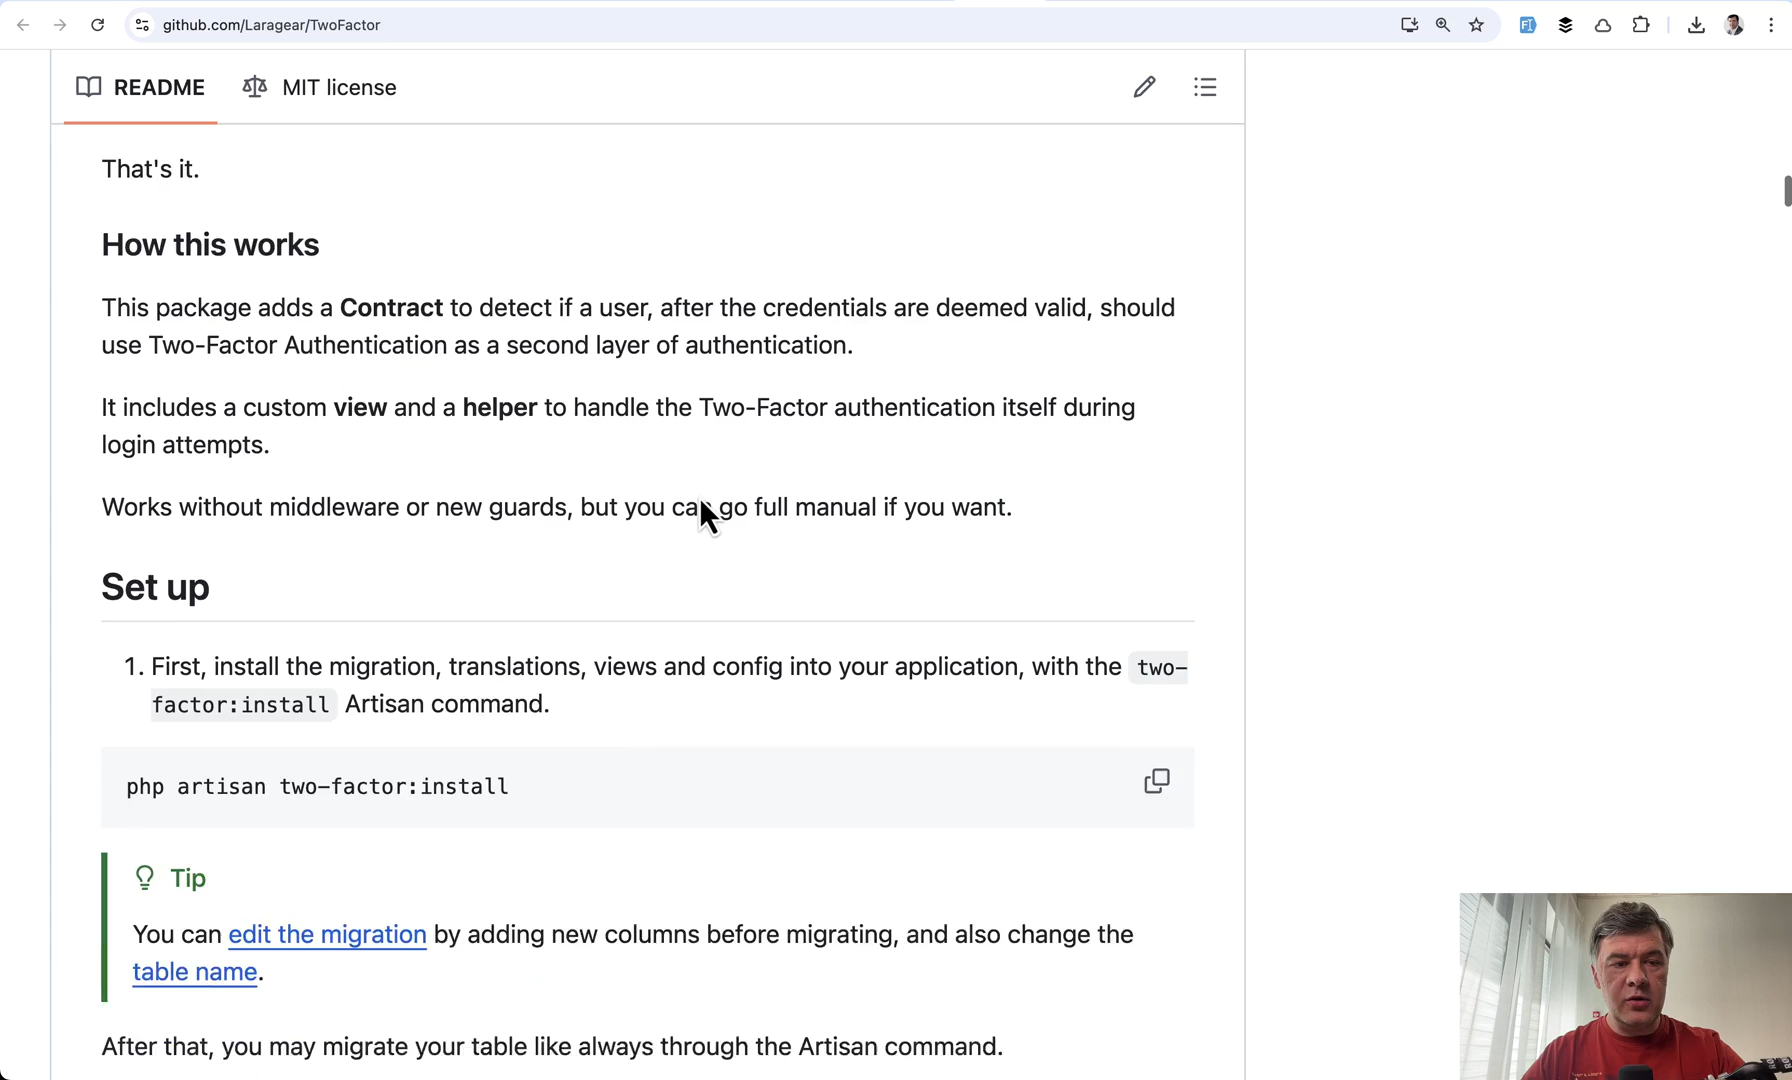 github.com/Laragear/TwoFactor
README
MIT license
That's it.
How this works
This package adds a Contract to detect if a user, after the credentials are deemed valid, should
use Two-Factor Authentication as a second layer of authentication.
It includes a custom view and a helper to handle the Two-Factor authentication itself during
login attempts.
Works without middleware or new guards, but you can go full manual if you want.
Set up
1. First, install the migration, translations, views and config into your application, with the two-
factor:install Artisan command.
php artisan two-factor:install
Tip
You can edit the migration by adding new columns before migrating, and also change the
table name.
After that, you may migrate your table like always through the Artisan command.